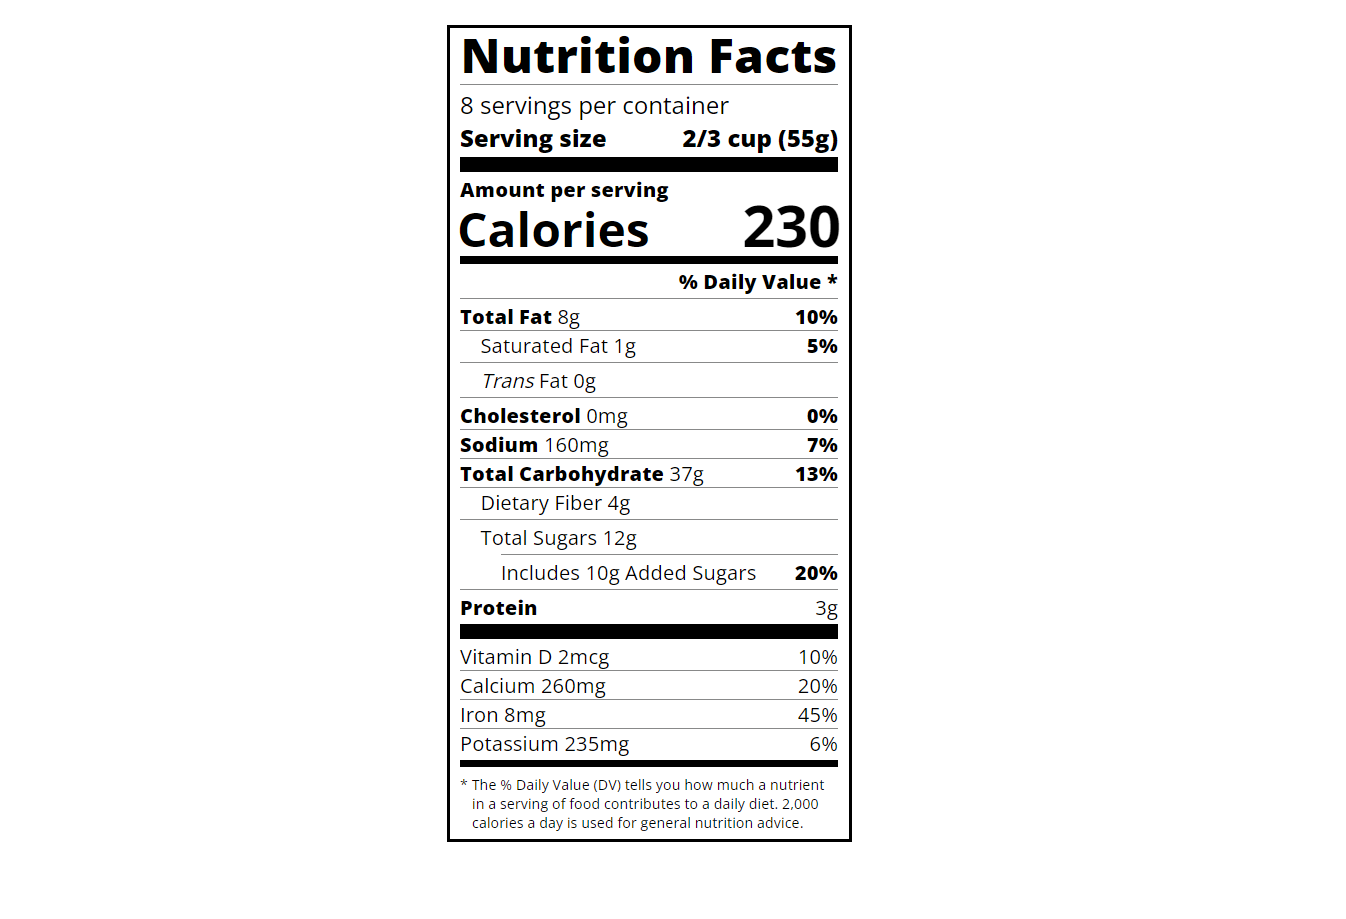 Nutrition Facts
8 servings per container
Serving size 2/3 cup (55g)
Amount per serving
Calories 230
% Daily Value *
Total Fat 8g 10%
Saturated Fat 1g 5%
Trans Fat 0g
Cholesterol 0mg 0%
Sodium 160mg 7%
Total Carbohydrate 37g 13%
Dietary Fiber 4g
Total Sugars 12g
Includes 10g Added Sugars 20%
Protein 3g
Vitamin D 2mcg 10%
Calcium 260mg 20%
Iron 8mg 45%
Potassium 235mg 6%
* The % Daily Value (DV) tells you how much a nutrient
in a serving of food contributes to a daily diet. 2,000
calories a day is used for general nutrition advice.